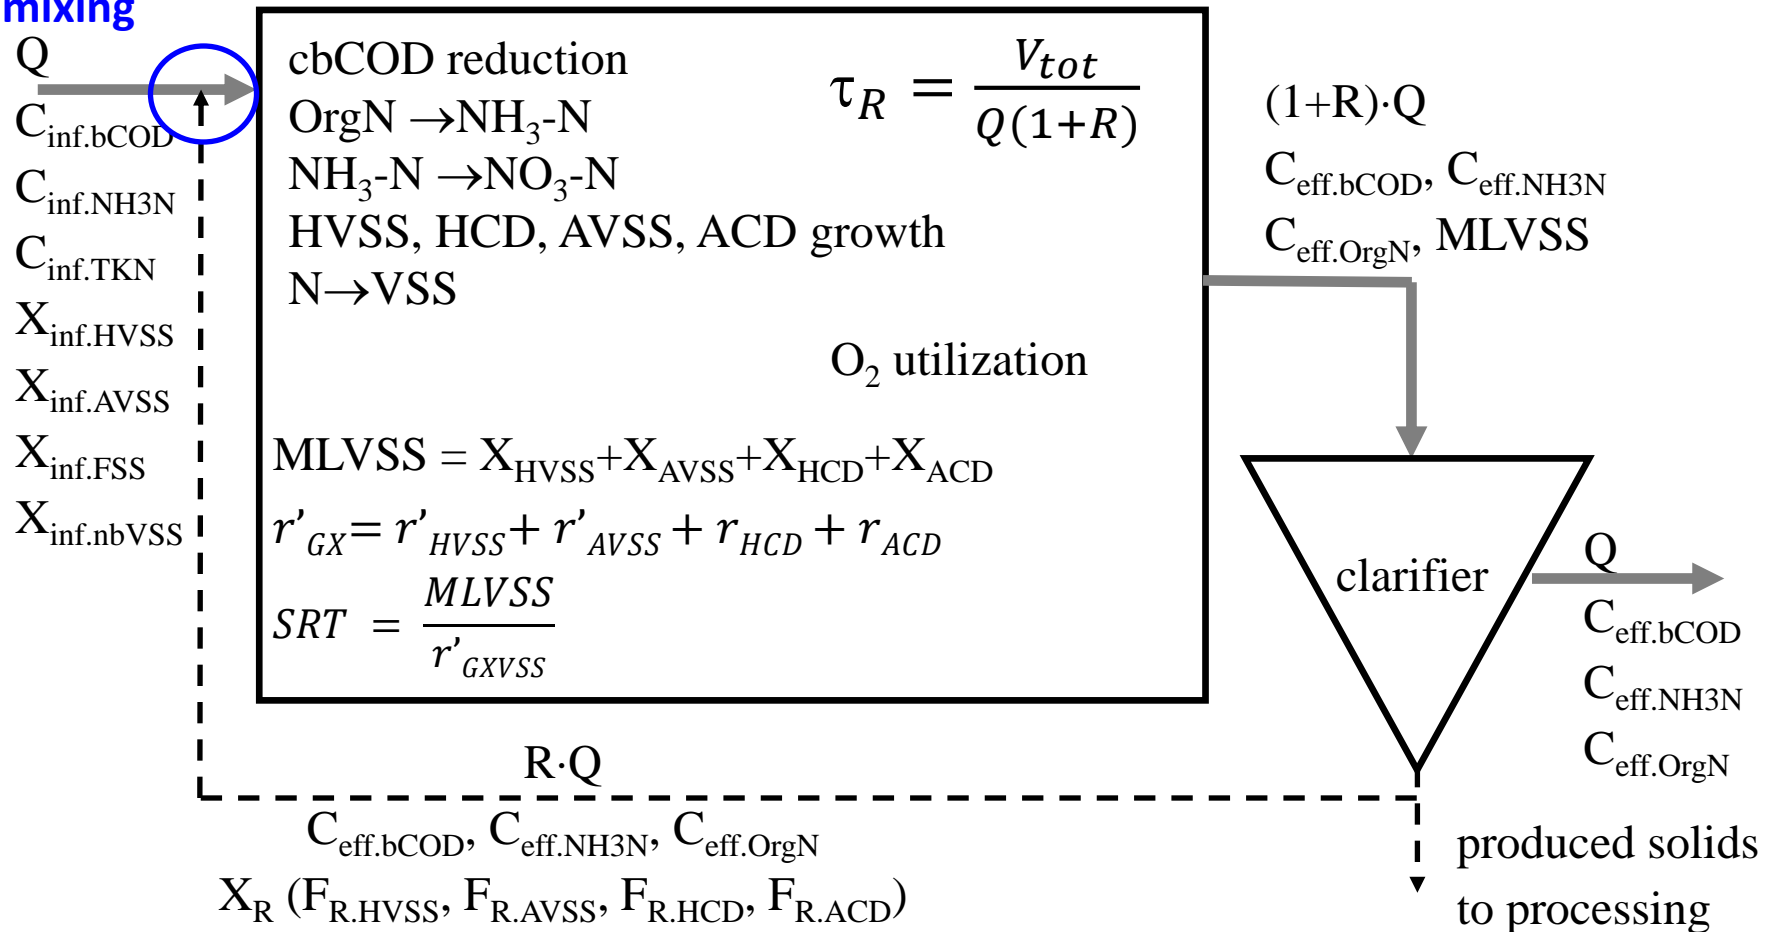 mixing
Q
C_inf.bCOD
C_inf.NH3N
C_inf.TKN
X_inf.HVSS
X_inf.AVSS
X_inf.FSS
X_inf.nbVSS
cbCOD reduction
OrgN →NH₃-N
NH₃-N →NO₃-N
HVSS, HCD, AVSS, ACD growth
N→VSS
τ_R = V_tot / Q(1+R)
O₂ utilization
MLVSS = X_HVSS+X_AVSS+X_HCD+X_ACD
r'_GX= r'_HVSS+ r'_AVSS + r_HCD + r_ACD
SRT = MLVSS / r'_GXVSS
(1+R)·Q
C_eff.bCOD, C_eff.NH3N
C_eff.OrgN, MLVSS
clarifier
Q
C_eff.bCOD
C_eff.NH3N
C_eff.OrgN
R·Q
C_eff.bCOD, C_eff.NH3N, C_eff.OrgN
X_R (F_R.HVSS, F_R.AVSS, F_R.HCD, F_R.ACD)
produced solids
to processing